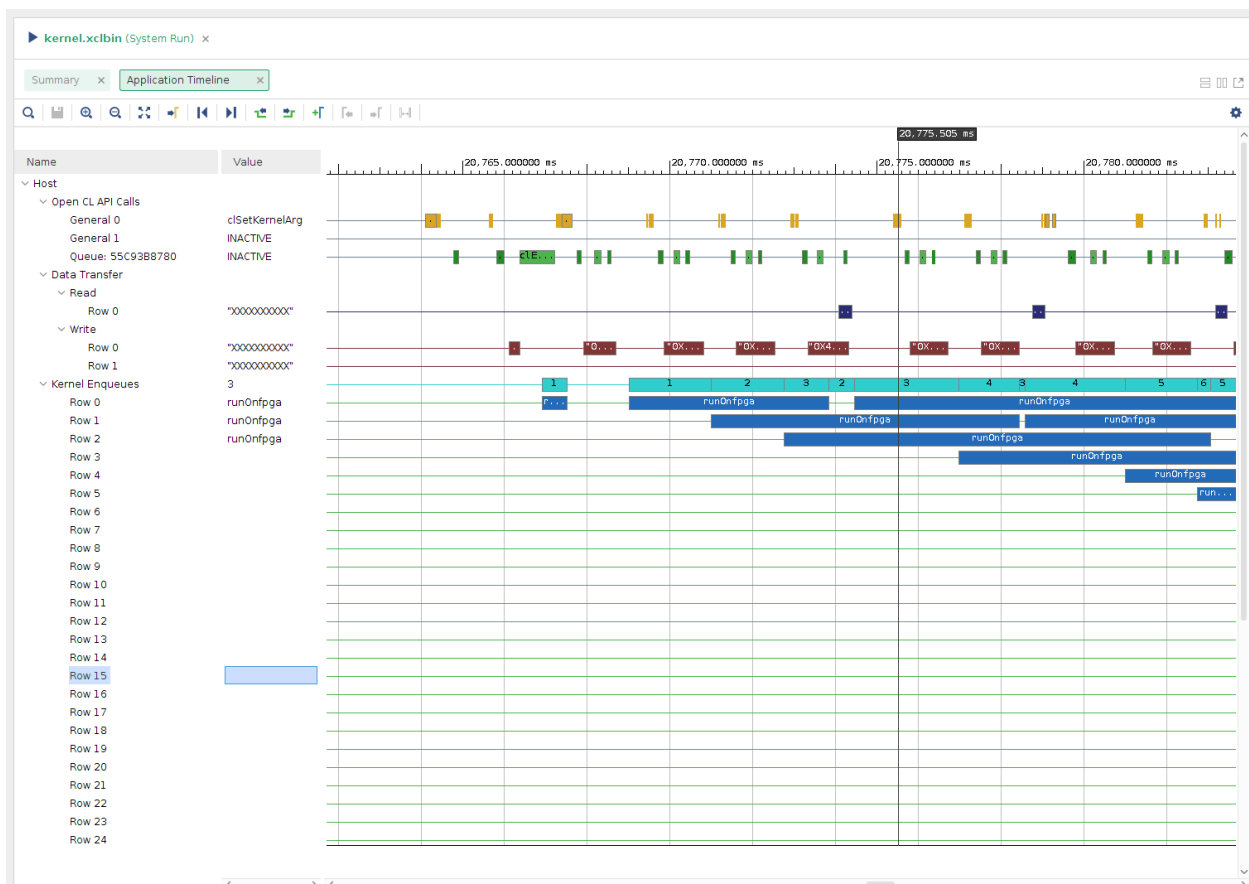 kernel.xclbin (System Run) ×
Summary × Application Timeline ×
20,775.505 ms
Name Value 20,765.000000 ms 20,770.000000 ms 20,775.000000 ms 20,780.000000 ms
Host
Open CL API Calls
General 0 clSetKernelArg
General 1 INACTIVE
Queue: 55C93B8780 INACTIVE clE...
Data Transfer
Read
Row 0 "XXXXXXXXXX" .. .. ..
Write
Row 0 "XXXXXXXXXX" . "0... "0X... "0X... "0X4... "0X... "0X... "0X... "0X...
Row 1 "XXXXXXXXXX"
Kernel Enqueues 3 1 1 2 3 2 3 4 3 4 5 6 5
Row 0 runOnfpga r... runOnfpga runOnfpga
Row 1 runOnfpga runOnfpga runOnfpga
Row 2 runOnfpga runOnfpga
Row 3 runOnfpga
Row 4 runOnfpga
Row 5 run...
Row 6
Row 7
Row 8
Row 9
Row 10
Row 11
Row 12
Row 13
Row 14
Row 15
Row 16
Row 17
Row 18
Row 19
Row 20
Row 21
Row 22
Row 23
Row 24